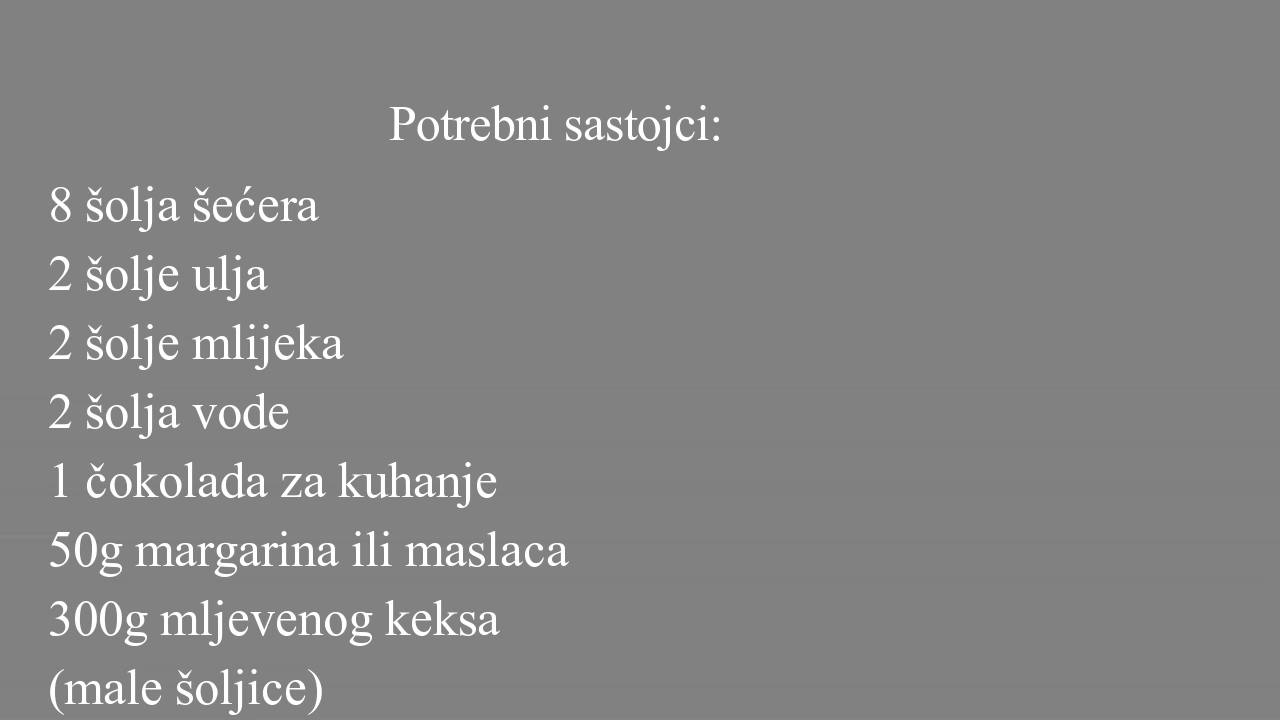 Potrebni sastojci:
8 šolja šećera
2 šolje ulja
2 šolje mlijeka
2 šolja vode
1 čokolada za kuhanje
50g margarina ili maslaca
300g mljevenog keksa
(male šoljice)